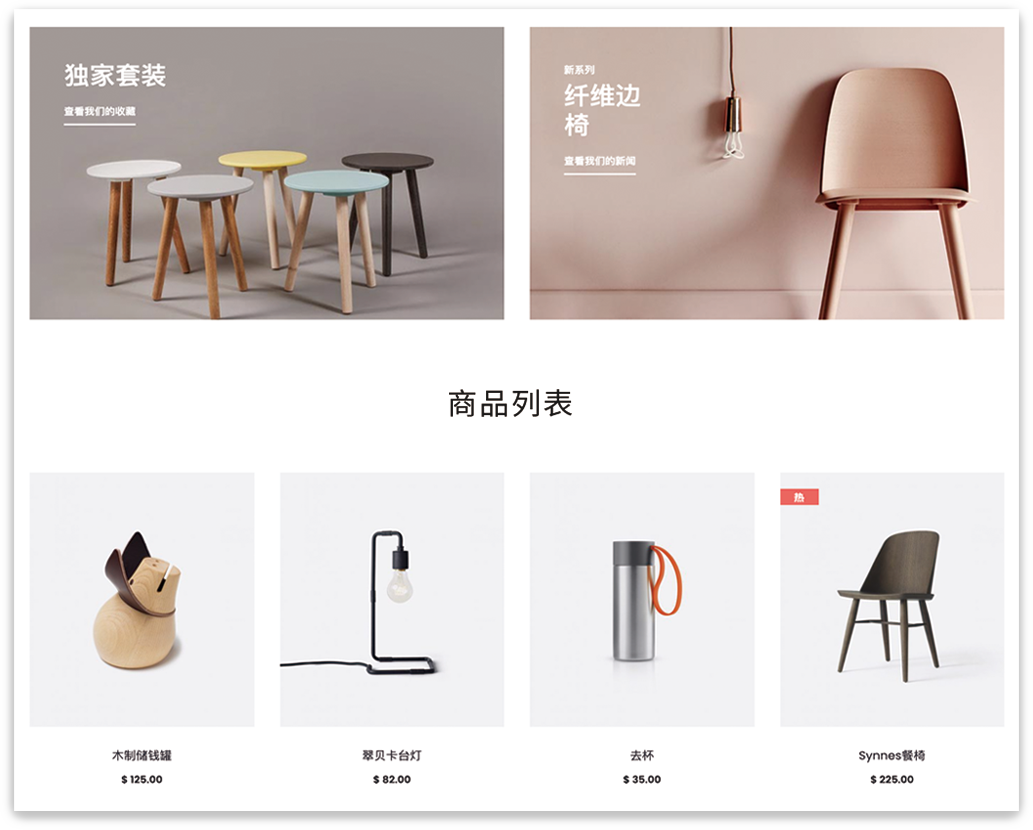 独家套装
查看我们的收藏
新系列
纤维边
椅
查看我们的新闻
商品列表
热
木制储钱罐
$ 125.00
翠贝卡台灯
$ 82.00
去杯
$ 35.00
Synnes餐椅
$ 225.00